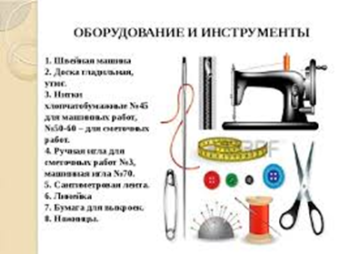 ОБОРУДОВАНИЕ И ИНСТРУМЕНТЫ
1. Швейная машина
2. Доска гладильная,
утюг.
3. Нитки
хлопчатобумажные №45
для машинных работ,
№50-60 – для сметочных
работ.
4. Ручная игла для
сметочных работ №3,
машинная игла №70.
5. Сантиметровая лента.
6. Линейка
7. Бумага для выкроек.
8. Ножницы.